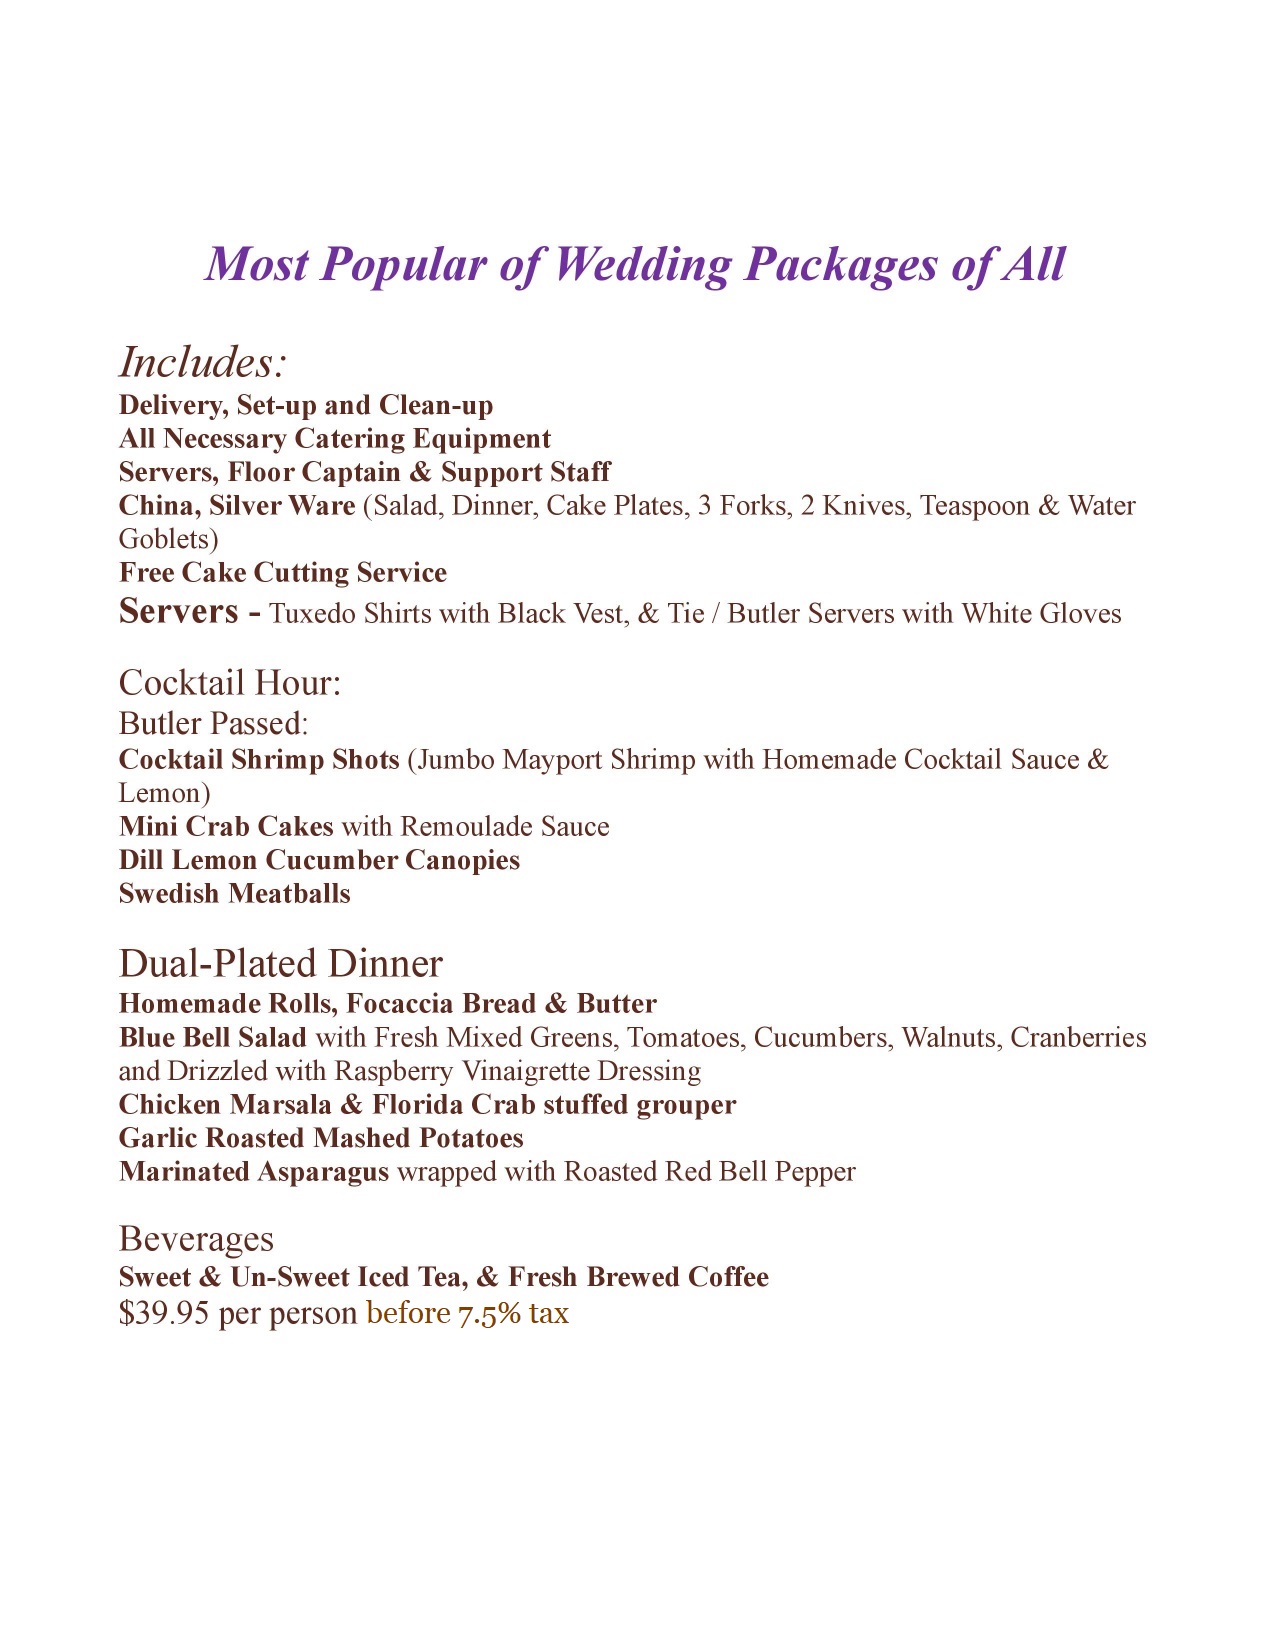 Most Popular of Wedding Packages of All
Includes:
Delivery, Set-up and Clean-up
All Necessary Catering Equipment
Servers, Floor Captain & Support Staff
China, Silver Ware (Salad, Dinner, Cake Plates, 3 Forks, 2 Knives, Teaspoon & Water
Goblets)
Free Cake Cutting Service
Servers - Tuxedo Shirts with Black Vest, & Tie / Butler Servers with White Gloves
Cocktail Hour:
Butler Passed:
Cocktail Shrimp Shots (Jumbo Mayport Shrimp with Homemade Cocktail Sauce &
Lemon)
Mini Crab Cakes with Remoulade Sauce
Dill Lemon Cucumber Canopies
Swedish Meatballs
Dual-Plated Dinner
Homemade Rolls, Focaccia Bread & Butter
Blue Bell Salad with Fresh Mixed Greens, Tomatoes, Cucumbers, Walnuts, Cranberries
and Drizzled with Raspberry Vinaigrette Dressing
Chicken Marsala & Florida Crab stuffed grouper
Garlic Roasted Mashed Potatoes
Marinated Asparagus wrapped with Roasted Red Bell Pepper
Beverages
Sweet & Un-Sweet Iced Tea, & Fresh Brewed Coffee
$39.95 per person before 7.5% tax